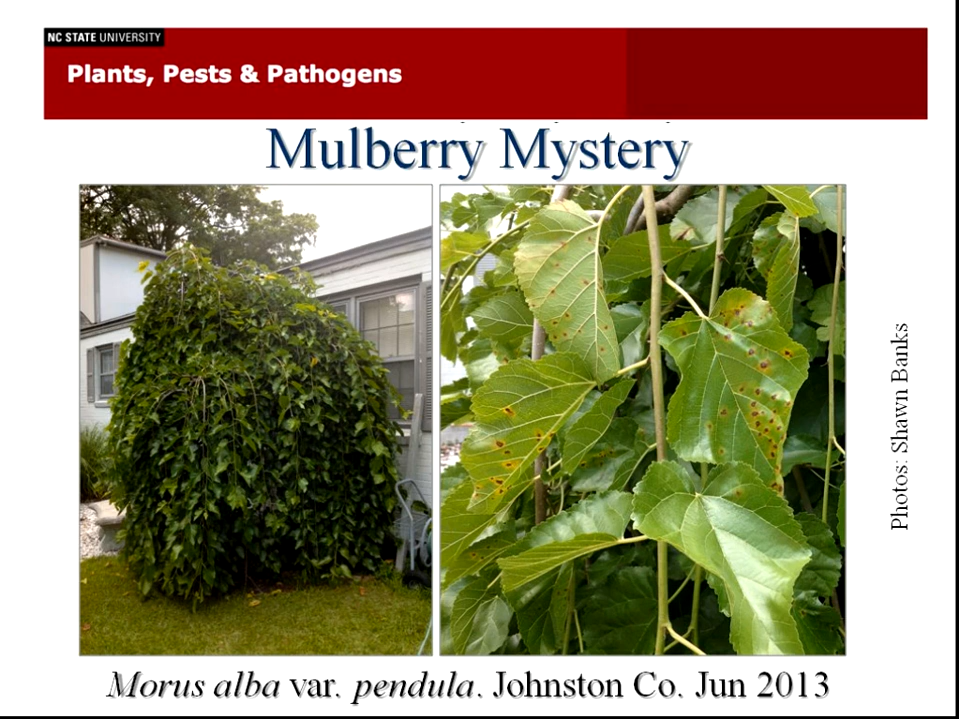 NC STATE UNIVERSITY
Plants, Pests & Pathogens
Mulberry Mystery
Photos: Shawn Banks
Morus alba var. pendula. Johnston Co. Jun 2013